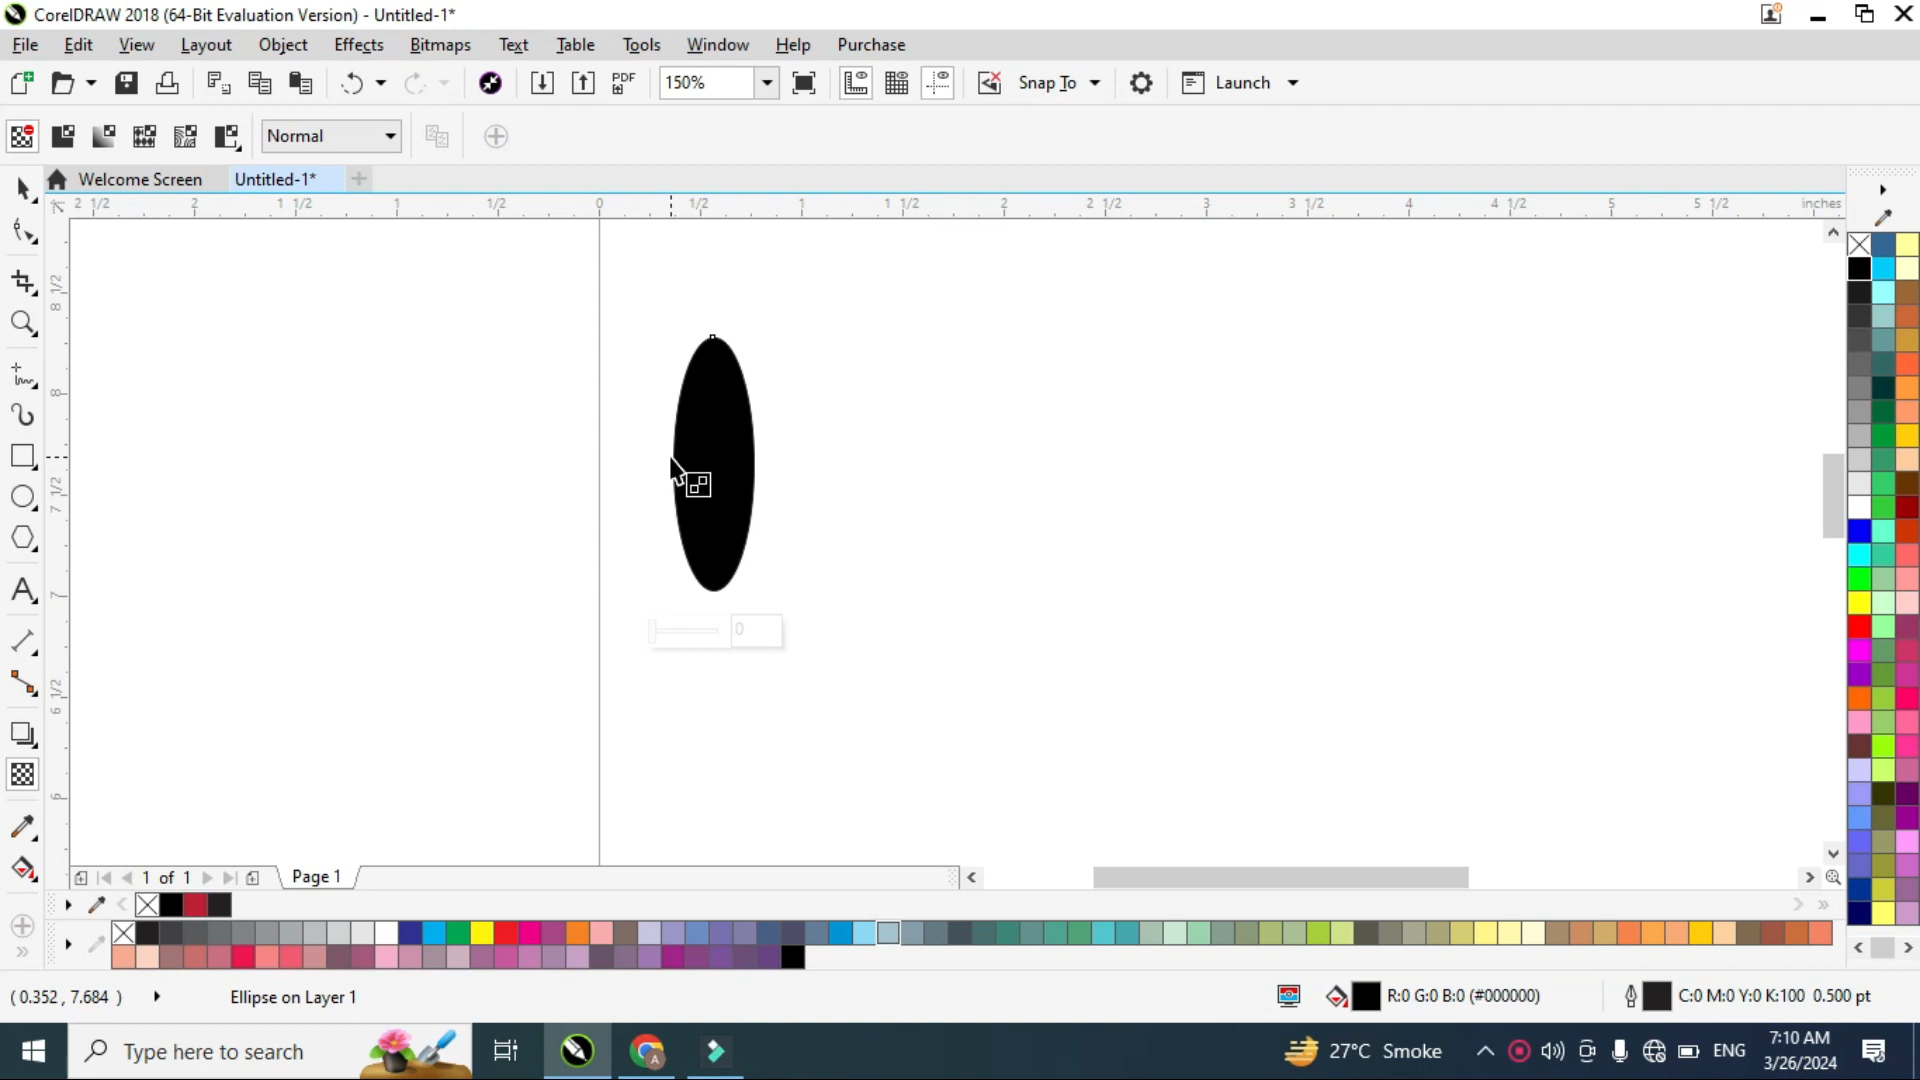 CorelDRAW 2018 (64-Bit Evaluation Version) - Untitled-1*
File Edit View Layout Object Effects Bitmaps Text Table Tools Window Help Purchase
PDF 150% Snap To Launch
Normal
Welcome Screen Untitled-1*
2 1/2 2 1 1/2 1 1/2 0 1/2 1 1 1/2 2 2 1/2 3 3 1/2 4 4 1/2 5 5 1/2 inches
8 1/2
8
7 1/2
7
6 1/2
6
0
1 of 1 Page 1
(0.352 , 7.684 ) Ellipse on Layer 1 R:0 G:0 B:0 (#000000) C:0 M:0 Y:0 K:100 0.500 pt
Type here to search 27°C Smoke ENG 7:10 AM
3/26/2024